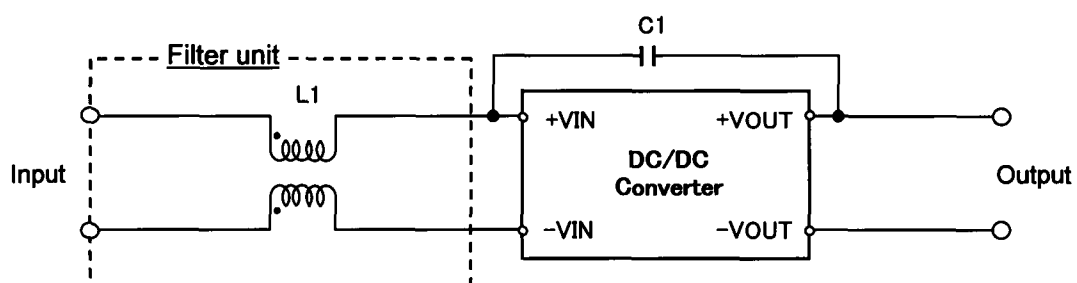 C1
Filter unit
L1
+VIN
+VOUT
Input
DC/DC
Converter
Output
-VIN
-VOUT